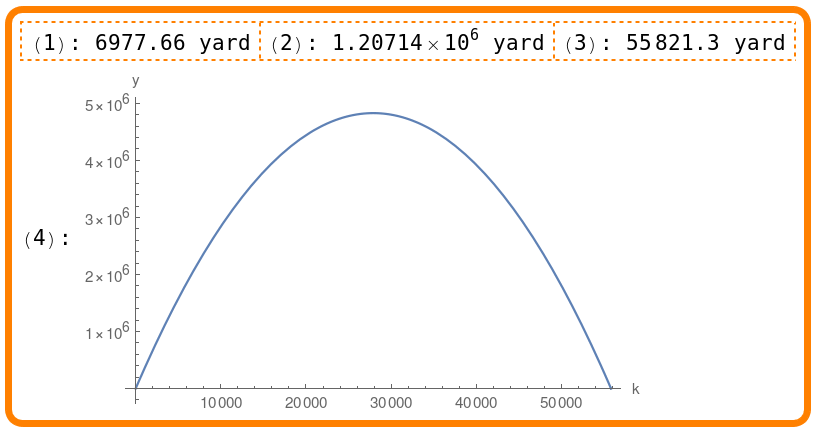 (1): 6977.66 yard (2): 1.20714×10⁶ yard (3): 55821.3 yard
y
5×10⁶
4×10⁶
3×10⁶
(4):
2×10⁶
1×10⁶
k
10000 20000 30000 40000 50000